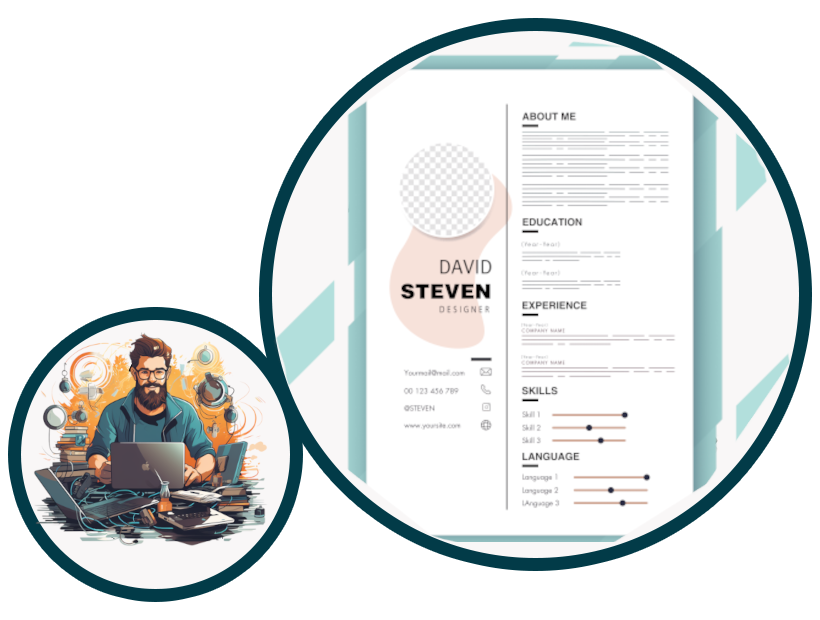 DAVID
STEVEN
DESIGNER
Yourmail@mail.com
00 123 456 789
@STEVEN
www.yoursite.com
ABOUT ME
EDUCATION
(Year-Year)
(Year-Year)
EXPERIENCE
(Year-Year)
COMPANY NAME
(Year-Year)
COMPANY NAME
SKILLS
Skill 1
Skill 2
Skill 3
LANGUAGE
Language 1
Language 2
LAnguage 3